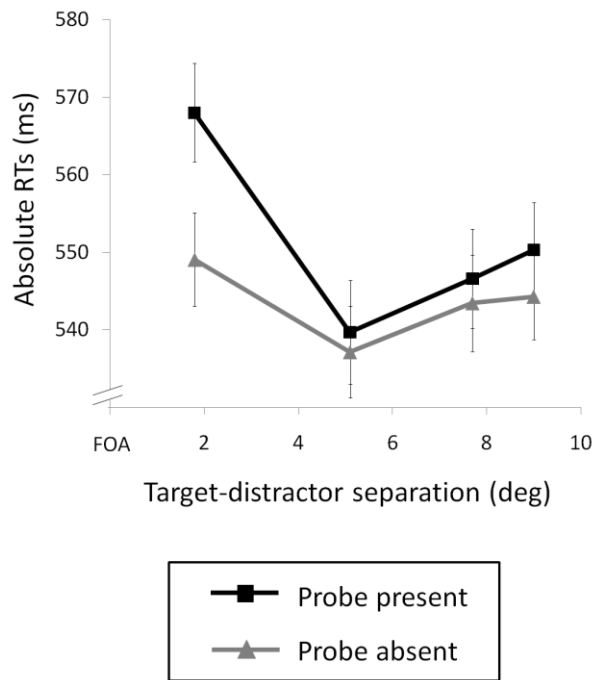 580
570
560
550
540
Absolute RTs (ms)
FOA 2 4 6 8 10
Target-distractor separation (deg)
Probe present
Probe absent